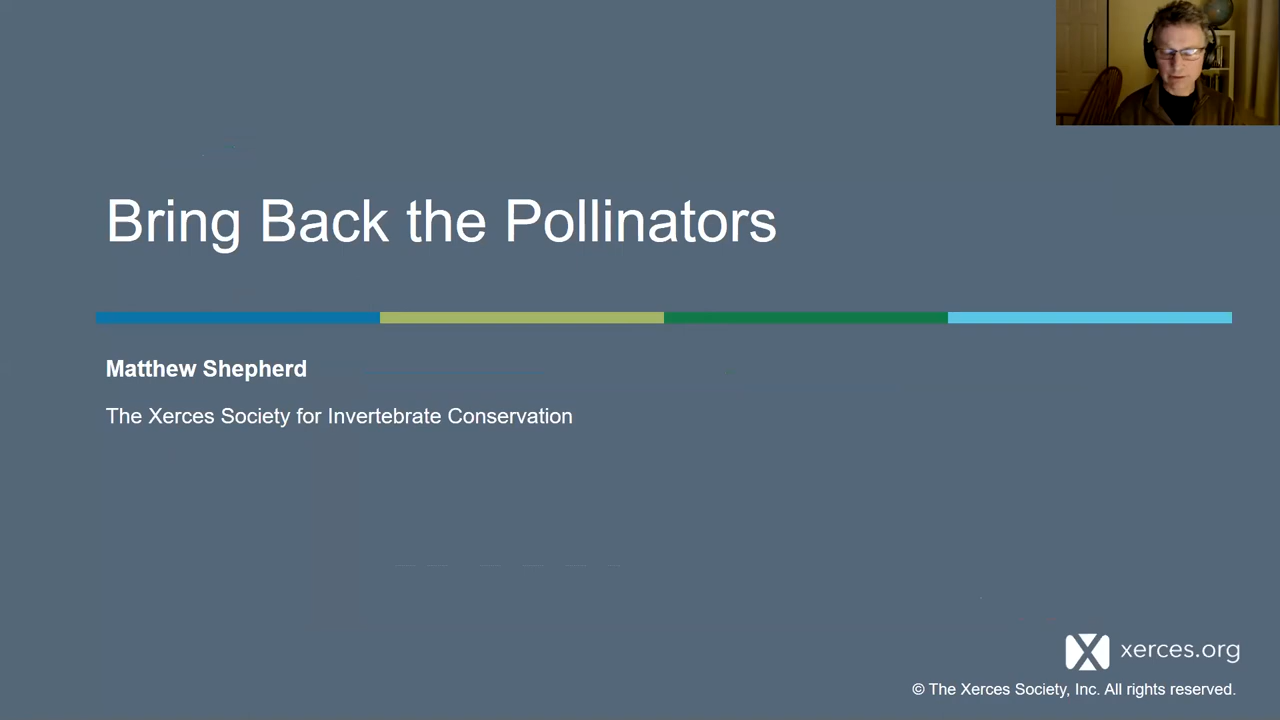 Bring Back the Pollinators
Matthew Shepherd
The Xerces Society for Invertebrate Conservation
xerces.org
© The Xerces Society, Inc. All rights reserved.